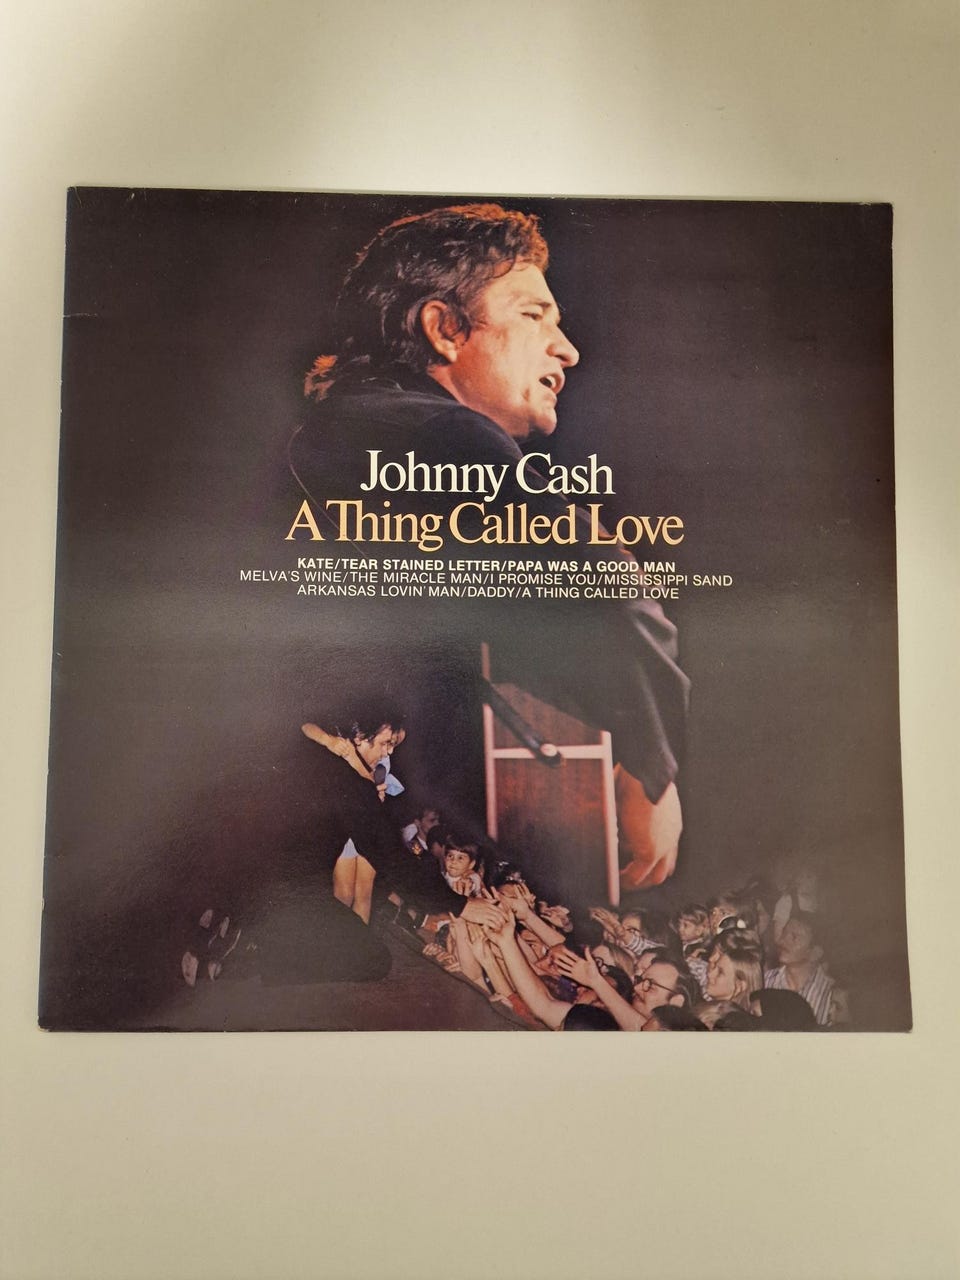 Johnny Cash
A Thing Called Love
KATE/TEAR STAINED LETTER/PAPA WAS A GOOD MAN
MELVA'S WINE/THE MIRACLE MAN/I PROMISE YOU/MISSISSIPPI SAND
ARKANSAS LOVIN' MAN/DADDY/A THING CALLED LOVE